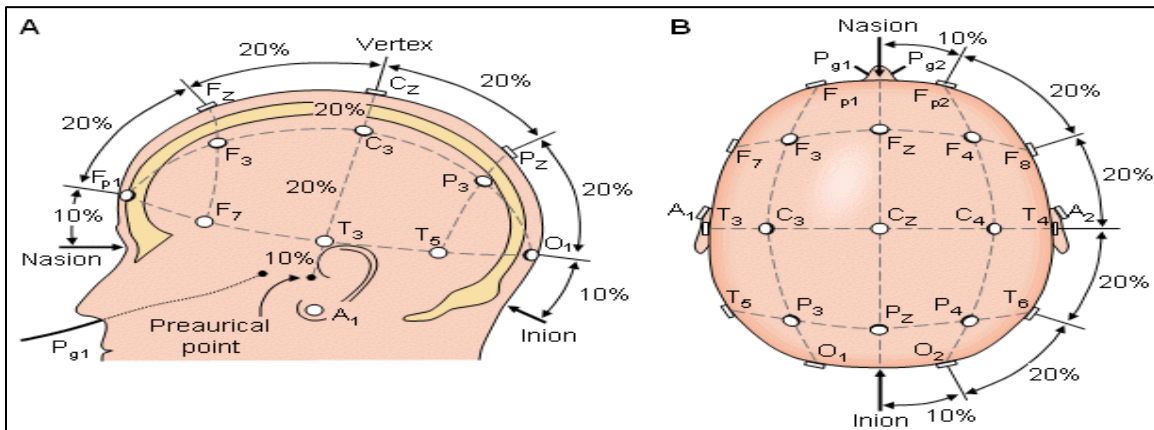 A
20%
Vertex
20%
Fz
Cz
20%
20%
F3
C3
Pz
Fp1
20%
P3
20%
10%
F7
T3
T5
O1
Nasion
10%
10%
A1
Preaurical
point
Inion
Pg1
B
Nasion
10%
Pg1
Pg2
Fp1
Fp2
20%
F7
F3
Fz
F4
F8
A1
T3
C3
Cz
C4
T4
A2
20%
T5
P3
Pz
P4
T6
O1
O2
20%
Inion
10%